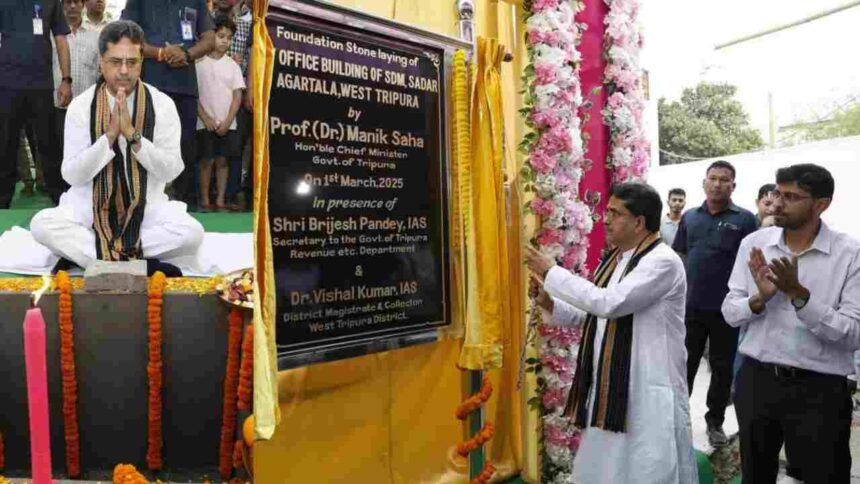 Foundation Stone laying of
OFFICE BUILDING OF SDM, SADAR
AGARTALA,WEST TRIPURA
by
Prof.(Dr.) Manik Saha
Hon'ble Chief Minister
Govt.of Tripura
On 1st March.2025
In presence of
Shri Brijesh Pandey, IAS
Secretary to the Govt.of Tripura
Revenue etc. Department
&
Dr.Vishal Kumar, IAS
District Magistrate & Collector
West Tripura District.